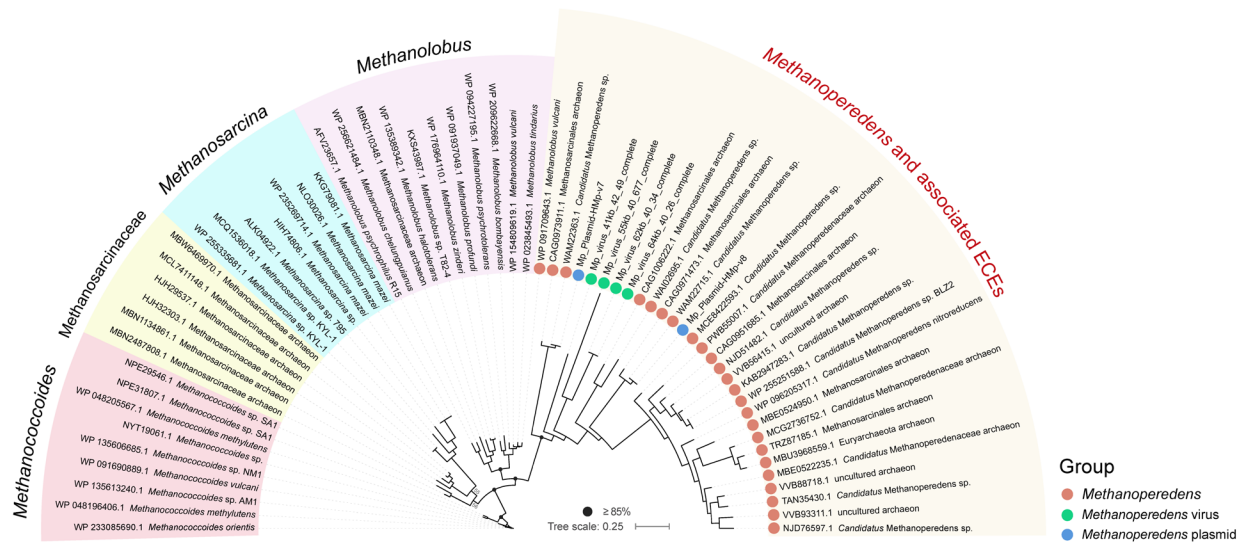 Methanococcoides
Methanosarcinaceae
Methanosarcina
Methanolobus
Methanoperedens and associated ECEs
WP 233085690.1 Methanococcoides orientis
WP 048196406.1 Methanococcoides methylutens
WP 135613240.1 Methanococcoides sp. AM1
WP 091690889.1 Methanococcoides vulcani
WP 135606685.1 Methanococcoides sp. NM1
NYT19061.1 Methanococcoides sp.
WP 048205567.1 Methanococcoides methylutens
NPE31807.1 Methanococcoides sp. SA1
NPE29546.1 Methanococcoides sp. SA1
MBN2487808.1 Methanosarcinaceae archaeon
MBN1134861.1 Methanosarcinaceae archaeon
HJH32303.1 Methanosarcinaceae archaeon
HJH29537.1 Methanosarcinaceae archaeon
MCL7411148.1 Methanosarcinaceae archaeon
MBW6469970.1 Methanosarcinaceae archaeon
WP 255335981.1 Methanosarcina sp. KYL-1
MCQ1536018.1 Methanosarcina sp. KYL-1
ALK04922.1 Methanosarcina sp. 795
HIH74806.1 Methanosarcina sp.
WP 235269714.1 Methanosarcina mazei
NLO30026.1 Methanosarcina mazei
KKG79081.1 Methanosarcina mazei
AFV23657.1 Methanolobus psychrophilus R15
WP 256621484.1 Methanolobus chelungpuianus
MBN2110348.1 Methanosarcinaceae archaeon
WP 135389342.1 Methanolobus halotolerans
KXS43987.1 Methanolobus sp. T82-4
WP 176964110.1 Methanolobus zinderi
WP 091937049.1 Methanolobus profundi
WP 094227195.1 Methanolobus psychrotolerans
WP 209622668.1 Methanolobus bombayensis
WP 154809619.1 Methanolobus vulcani
WP 023845493.1 Methanolobus tindarius
WP 091709643.1 Methanolobus vulcani
CAG0973911.1 Methanosarcinales archaeon
WAM22363.1 Candidatus Methanoperedens sp.
Mp_Plasmid-HMp-v7
Mp_virus_41kb_42_49_complete
Mp_virus_55kb_40_677_complete
Mp_virus_62kb_40_34_complete
Mp_virus_64kb_40_26_complete
CAG1006222.1 Methanosarcinales archaeon
WAI02695.1 Candidatus Methanoperedens sp.
CAG0971473.1 Methanosarcinales archaeon
WAM22715.1 Candidatus Methanoperedens sp.
Mp_Plasmid-HMp-v8
MCE8422593.1 Candidatus Methanoperedens sp.
PWB55007.1 Candidatus Methanoperedenaceae archaeon
CAG0951685.1 Methanosarcinales archaeon
NJD51482.1 Candidatus Methanoperedens sp.
VVB56415.1 uncultured archaeon
KAB2947283.1 Candidatus Methanoperedens sp.
WP 255251588.1 Candidatus Methanoperedens sp. BLZ2
WP 096205317.1 Candidatus Methanoperedens nitroreducens
MBE0524950.1 Methanosarcinales archaeon
MCG2736752.1 Candidatus Methanoperedenaceae archaeon
TRZ87185.1 Methanosarcinales archaeon
MBU3968559.1 Euryarchaeota archaeon
MBE0522235.1 Candidatus Methanoperedenaceae archaeon
VVB88718.1 uncultured archaeon
TAN35430.1 Candidatus Methanoperedens sp.
VVB93311.1 uncultured archaeon
NJD76597.1 Candidatus Methanoperedens sp.
≥85%
Tree scale: 0.25
Group
Methanoperedens
Methanoperedens virus
Methanoperedens plasmid